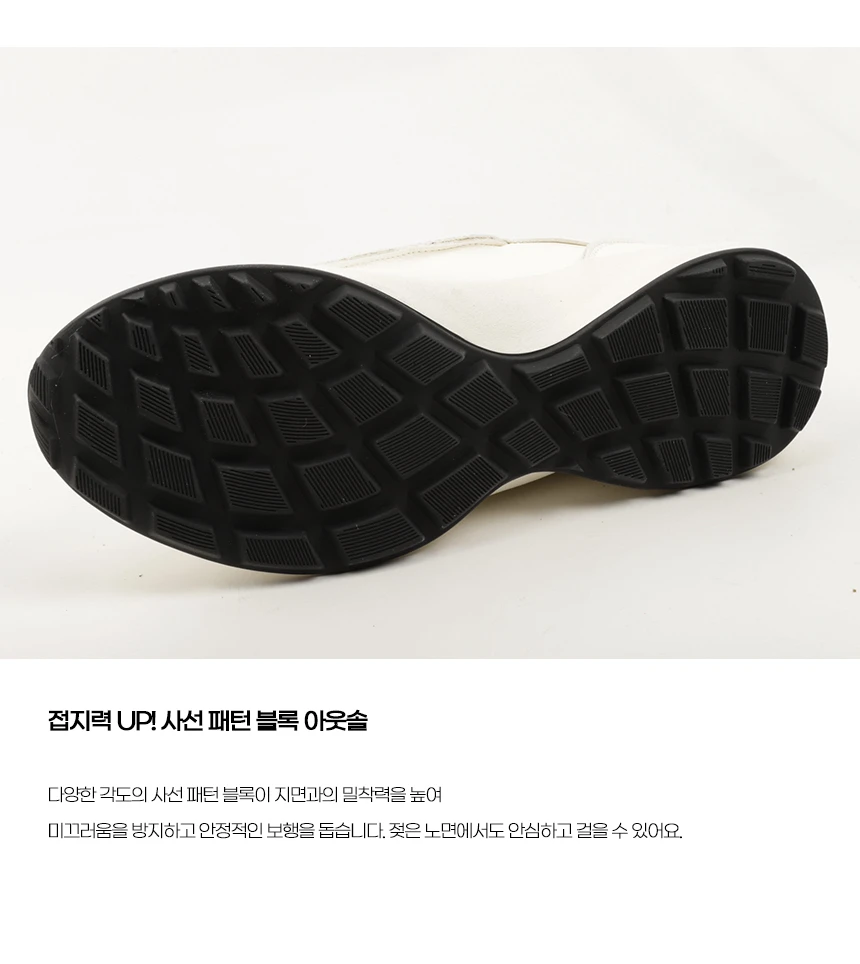 접지력 UP! 사선 패턴 블록 아웃솔
다양한 각도의 사선 패턴 블록이 지면과의 밀착력을 높여
미끄러움을 방지하고 안정적인 보행을 돕습니다. 젖은 노면에서도 안심하고 걸을 수 있어요.